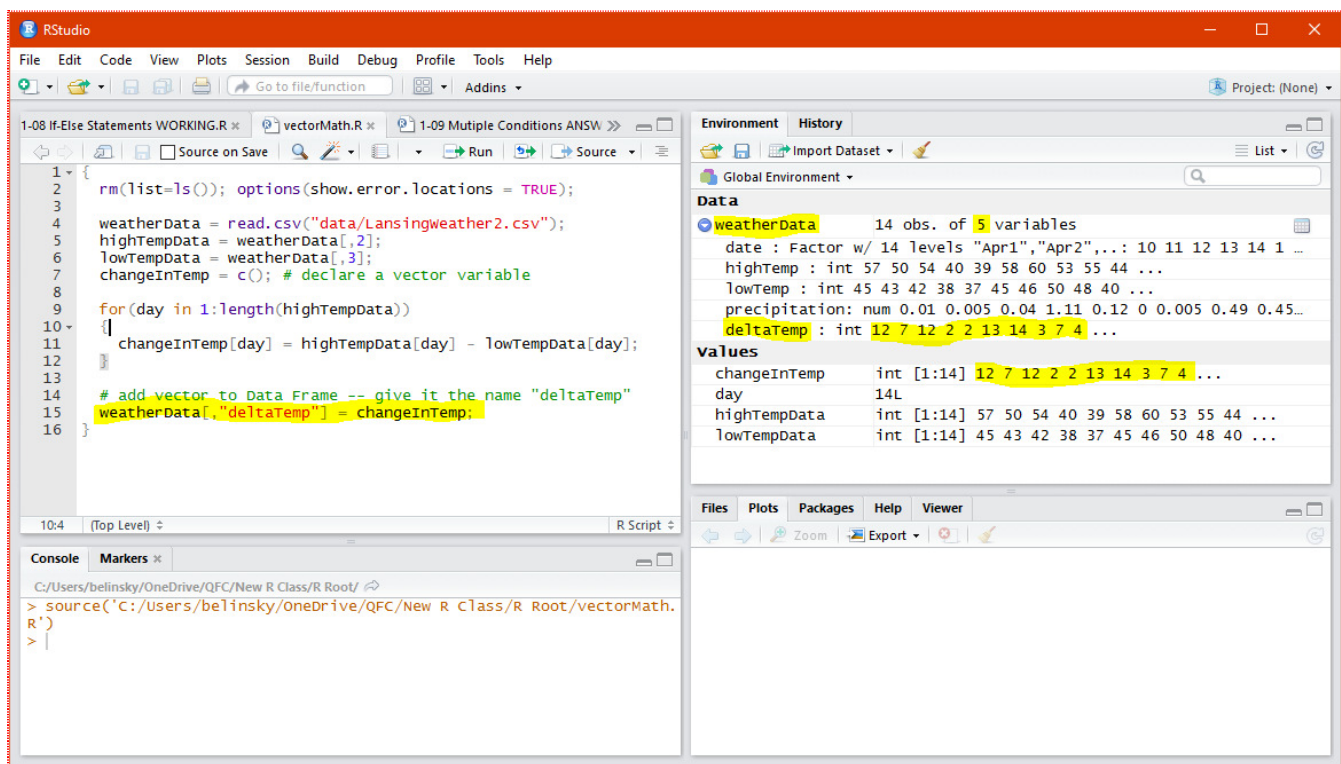 RStudio
File Edit Code View Plots Session Build Debug Profile Tools Help
Go to file/function Addins Project: (None)
1-08 If-Else Statements WORKING.R vectorMath.R 1-09 Mutiple Conditions ANSW
Source on Save Run Source
1 {
2 rm(list=ls()); options(show.error.locations = TRUE);
3
4 weatherData = read.csv("data/LansingWeather2.csv");
5 highTempData = weatherData[,2];
6 lowTempData = weatherData[,3];
7 changeInTemp = c(); # declare a vector variable
8
9 for(day in 1:length(highTempData))
10 {
11 changeInTemp[day] = highTempData[day] - lowTempData[day];
12 }
13
14 # add vector to Data Frame -- give it the name "deltaTemp"
15 weatherData[,"deltaTemp"] = changeInTemp;
16 }
10:4 (Top Level) R Script
Console Markers
C:/Users/belinsky/OneDrive/QFC/New R Class/R Root/
> source('C:/Users/belinsky/OneDrive/QFC/New R Class/R Root/vectorMath.
R')
>
Environment History
Import Dataset List
Global Environment
Data
weatherData 14 obs. of 5 variables
date : Factor w/ 14 levels "Apr1","Apr2",..: 10 11 12 13 14 1 …
highTemp : int 57 50 54 40 39 58 60 53 55 44 ...
lowTemp : int 45 43 42 38 37 45 46 50 48 40 ...
precipitation: num 0.01 0.005 0.04 1.11 0.12 0 0.005 0.49 0.45…
deltaTemp : int 12 7 12 2 2 13 14 3 7 4 ...
Values
changeInTemp int [1:14] 12 7 12 2 2 13 14 3 7 4 ...
day 14L
highTempData int [1:14] 57 50 54 40 39 58 60 53 55 44 ...
lowTempData int [1:14] 45 43 42 38 37 45 46 50 48 40 ...
Files Plots Packages Help Viewer
Zoom Export